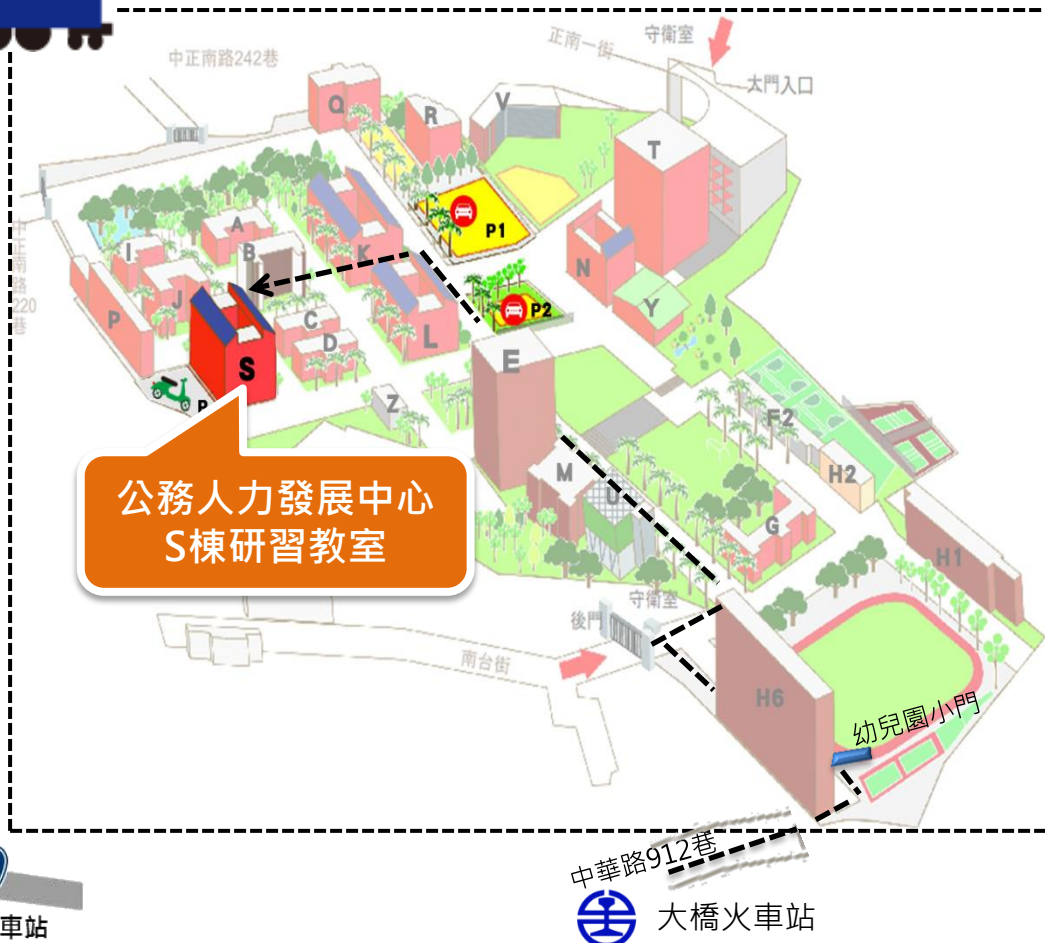 中正南路242巷
正南一街
守衛室
大門入口
Q
R
V
T
P1
A
I
B
K
N
J
P2
Y
中正南路220巷
P
C
L
S
D
E
P
Z
F2
M
U
H2
G
H1
公務人力發展中心
S棟研習教室
守衛室
後門
南台街
H6
幼兒園小門
中華路912巷
大橋火車站
車站